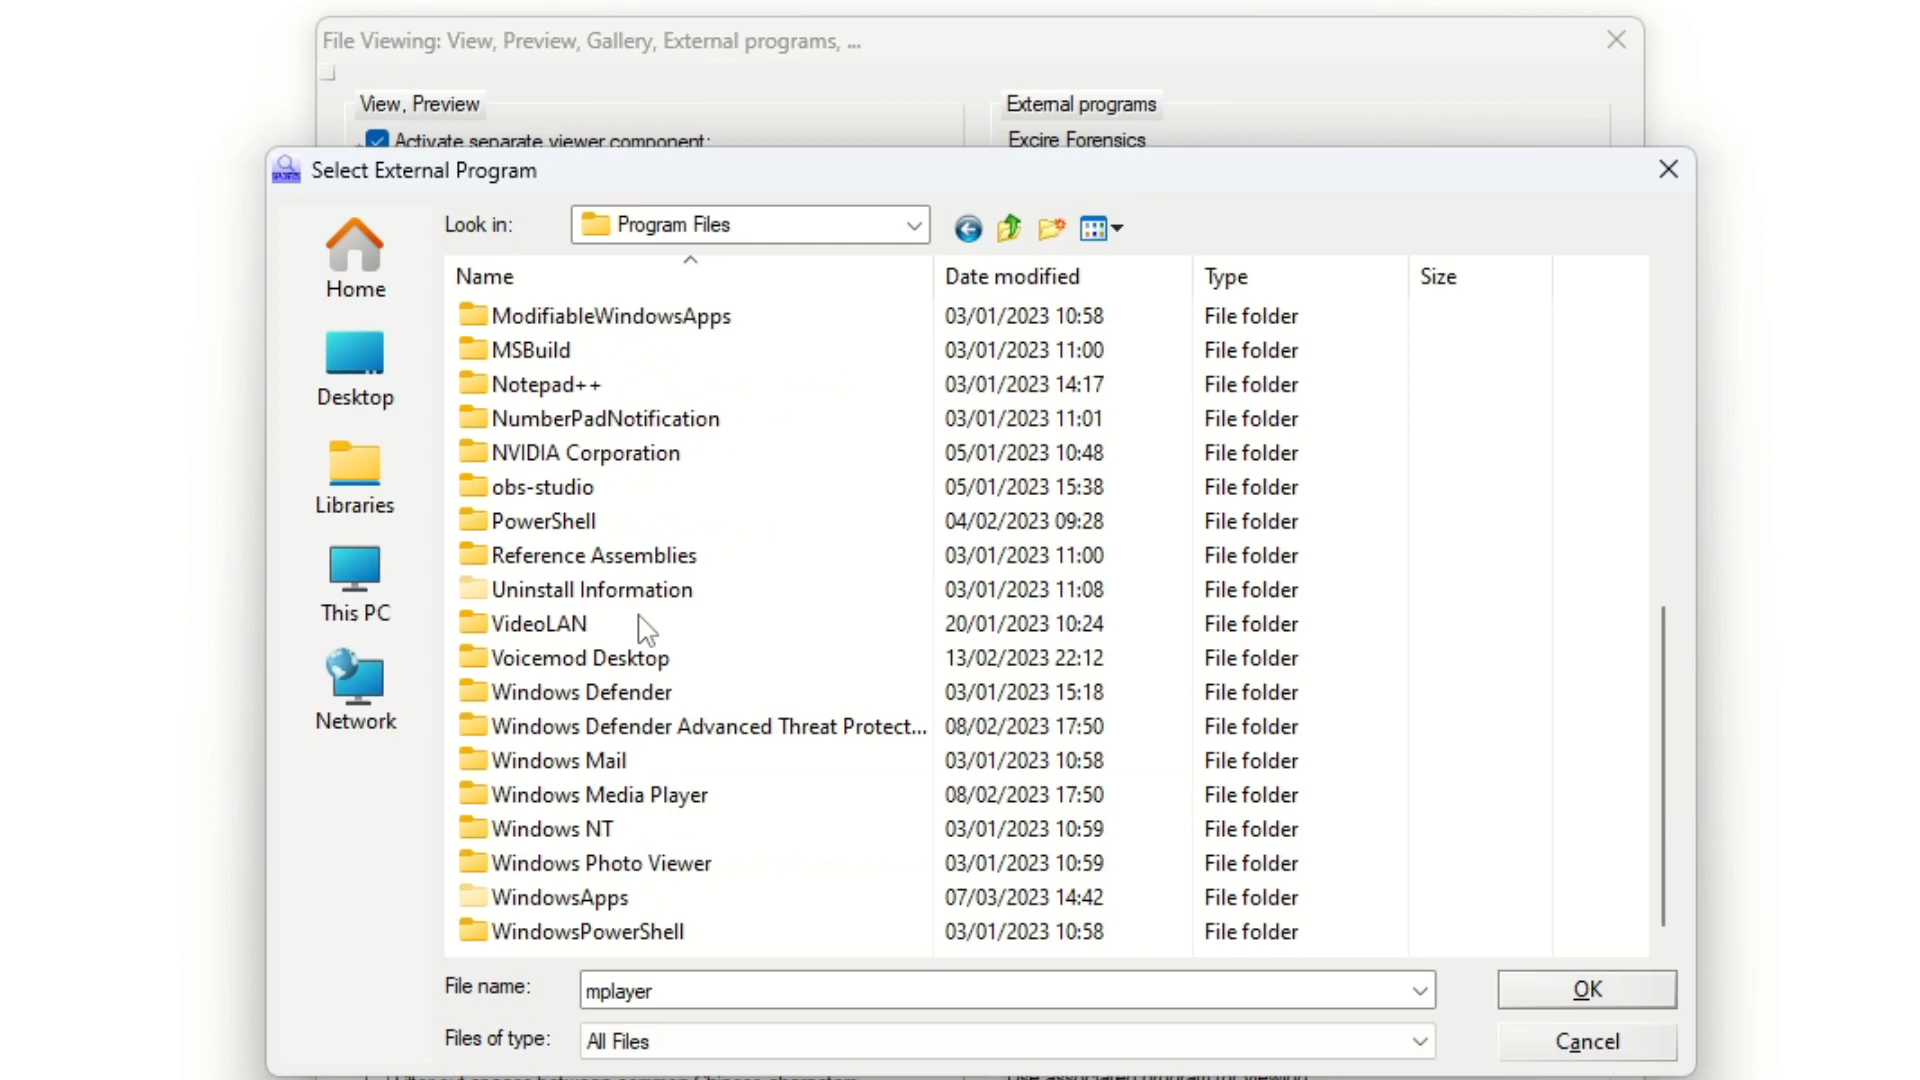 File Viewing: View, Preview, Gallery, External programs, ...
View, Preview
External programs
Activate separate viewer component:
Excire Forensics
Select External Program
Look in:
Program Files
Home
Desktop
Libraries
This PC
Network
Name Date modified Type Size
ModifiableWindowsApps 03/01/2023 10:58 File folder
MSBuild 03/01/2023 11:00 File folder
Notepad++ 03/01/2023 14:17 File folder
NumberPadNotification 03/01/2023 11:01 File folder
NVIDIA Corporation 05/01/2023 10:48 File folder
obs-studio 05/01/2023 15:38 File folder
PowerShell 04/02/2023 09:28 File folder
Reference Assemblies 03/01/2023 11:00 File folder
Uninstall Information 03/01/2023 11:08 File folder
VideoLAN 20/01/2023 10:24 File folder
Voicemod Desktop 13/02/2023 22:12 File folder
Windows Defender 03/01/2023 15:18 File folder
Windows Defender Advanced Threat Protect... 08/02/2023 17:50 File folder
Windows Mail 03/01/2023 10:58 File folder
Windows Media Player 08/02/2023 17:50 File folder
Windows NT 03/01/2023 10:59 File folder
Windows Photo Viewer 03/01/2023 10:59 File folder
WindowsApps 07/03/2023 14:42 File folder
WindowsPowerShell 03/01/2023 10:58 File folder
File name: mplayer OK
Files of type: All Files Cancel